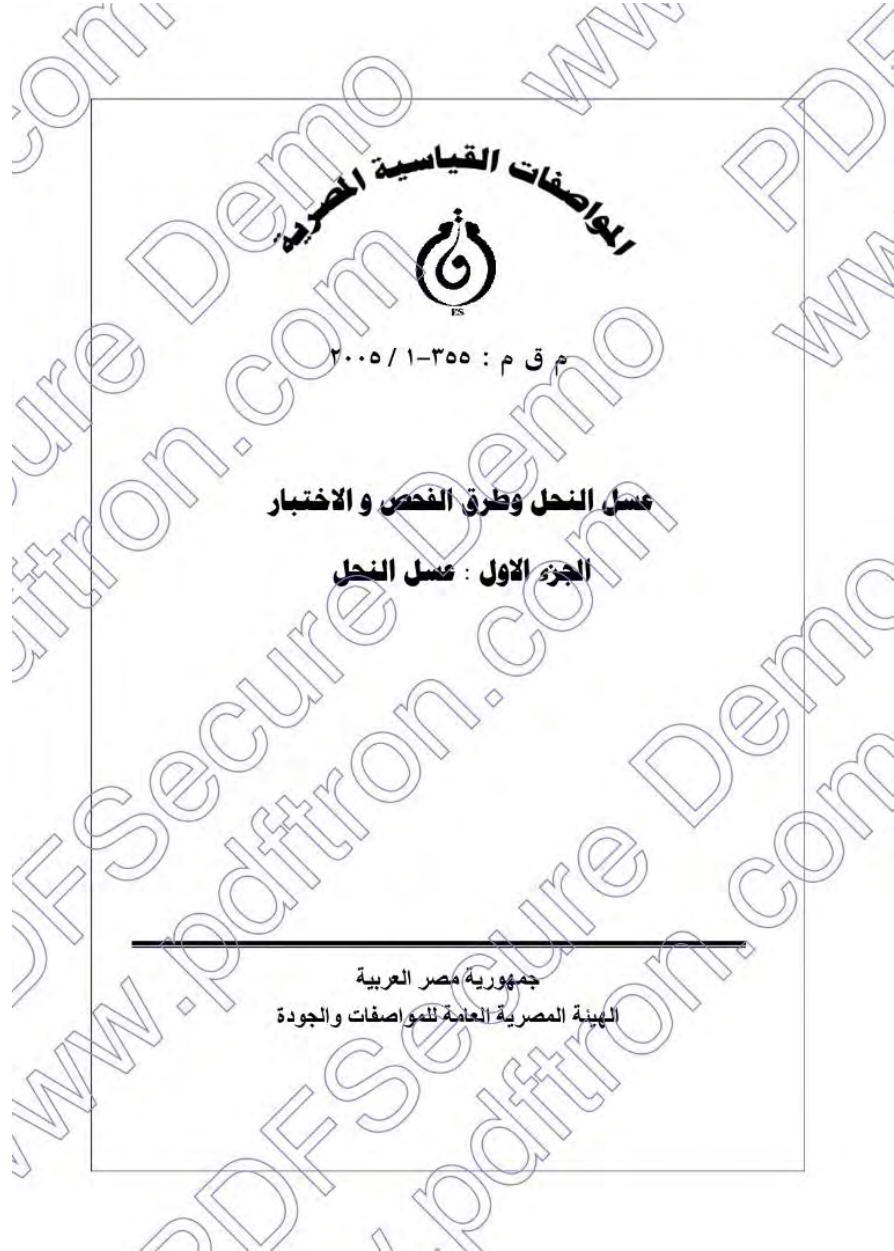 المواصفات القياسية المصرية
ES
م ق م : ٣٥٥-١ / ٢٠٠٥
عسل النحل وطرق الفحص و الاختبار
الجزء الاول : عسل النحل
جمهورية مصر العربية
الهيئة المصرية العامة للمواصفات والجودة
PDFSecure Demo
www.pdftron.com